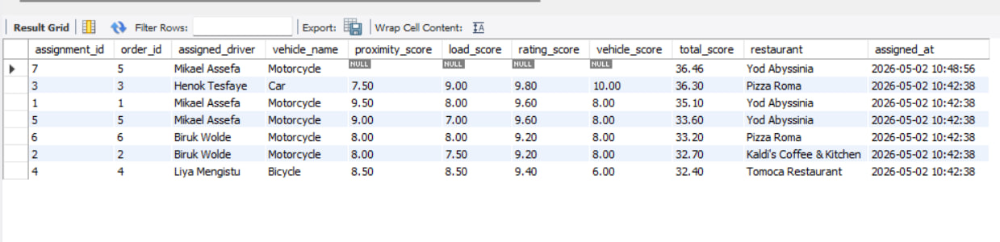 Result Grid Filter Rows: Export: Wrap Cell Content: IA
assignment_id order_id assigned_driver vehicle_name proximity_score load_score rating_score vehicle_score total_score restaurant assigned_at
7 5 Mikael Assefa Motorcycle NULL NULL NULL NULL 36.46 Yod Abyssinia 2026-05-02 10:48:56
3 3 Henok Tesfaye Car 7.50 9.00 9.80 10.00 36.30 Pizza Roma 2026-05-02 10:42:38
1 1 Mikael Assefa Motorcycle 9.50 8.00 9.60 8.00 35.10 Yod Abyssinia 2026-05-02 10:42:38
5 5 Mikael Assefa Motorcycle 9.00 7.00 9.60 8.00 33.60 Yod Abyssinia 2026-05-02 10:42:38
6 6 Biruk Wolde Motorcycle 8.00 8.00 9.20 8.00 33.20 Pizza Roma 2026-05-02 10:42:38
2 2 Biruk Wolde Motorcycle 8.00 7.50 9.20 8.00 32.70 Kaldi's Coffee & Kitchen 2026-05-02 10:42:38
4 4 Liya Mengistu Bicycle 8.50 8.50 9.40 6.00 32.40 Tomoca Restaurant 2026-05-02 10:42:38